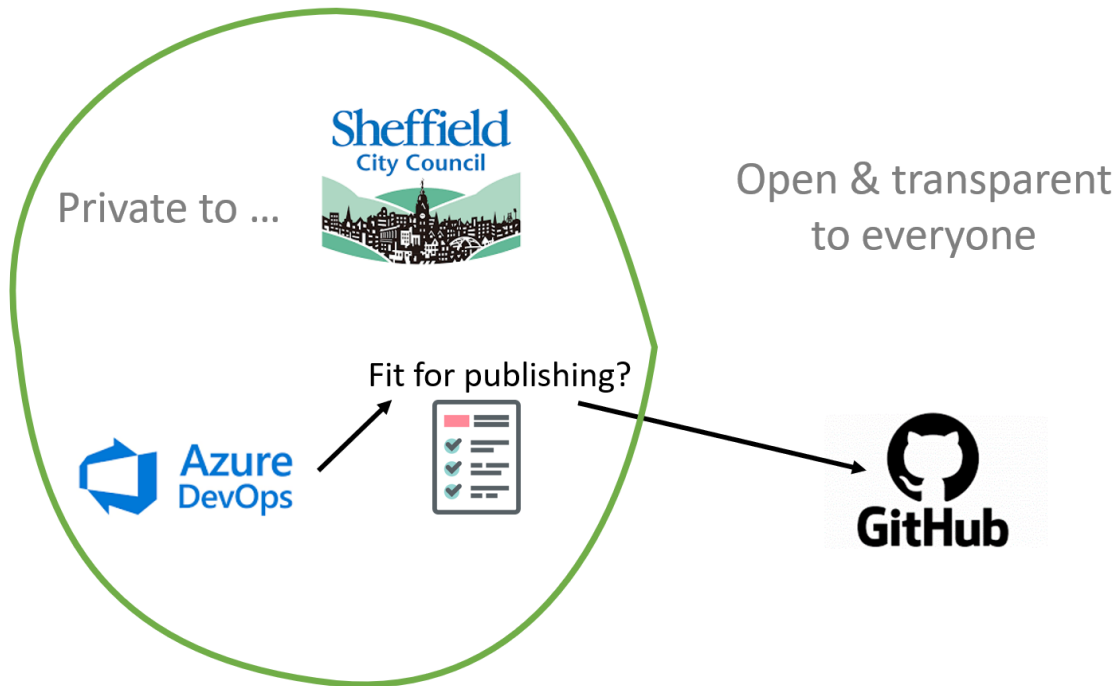 Sheffield
City Council
Private to ...
Open & transparent
to everyone
Fit for publishing?
Azure
DevOps
GitHub